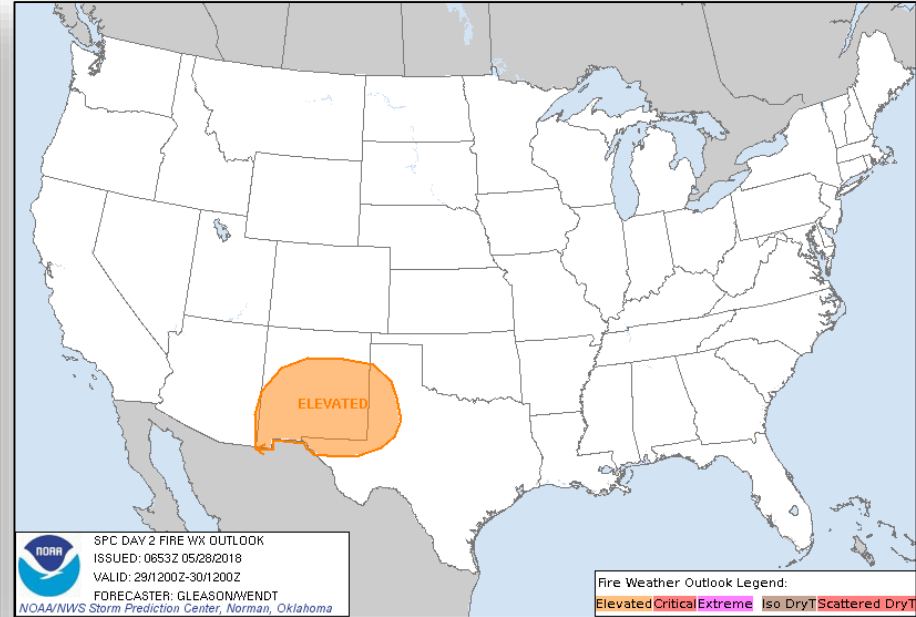 ELEVATED
NOAA
SPC DAY 2 FIRE WX OUTLOOK
ISSUED: 0653Z 05/28/2018
VALID: 29/1200Z-30/1200Z
FORECASTER: GLEASON/WENDT
NOAA/NWS Storm Prediction Center, Norman, Oklahoma
Fire Weather Outlook Legend:
Elevated Critical Extreme Iso DryT Scattered DryT